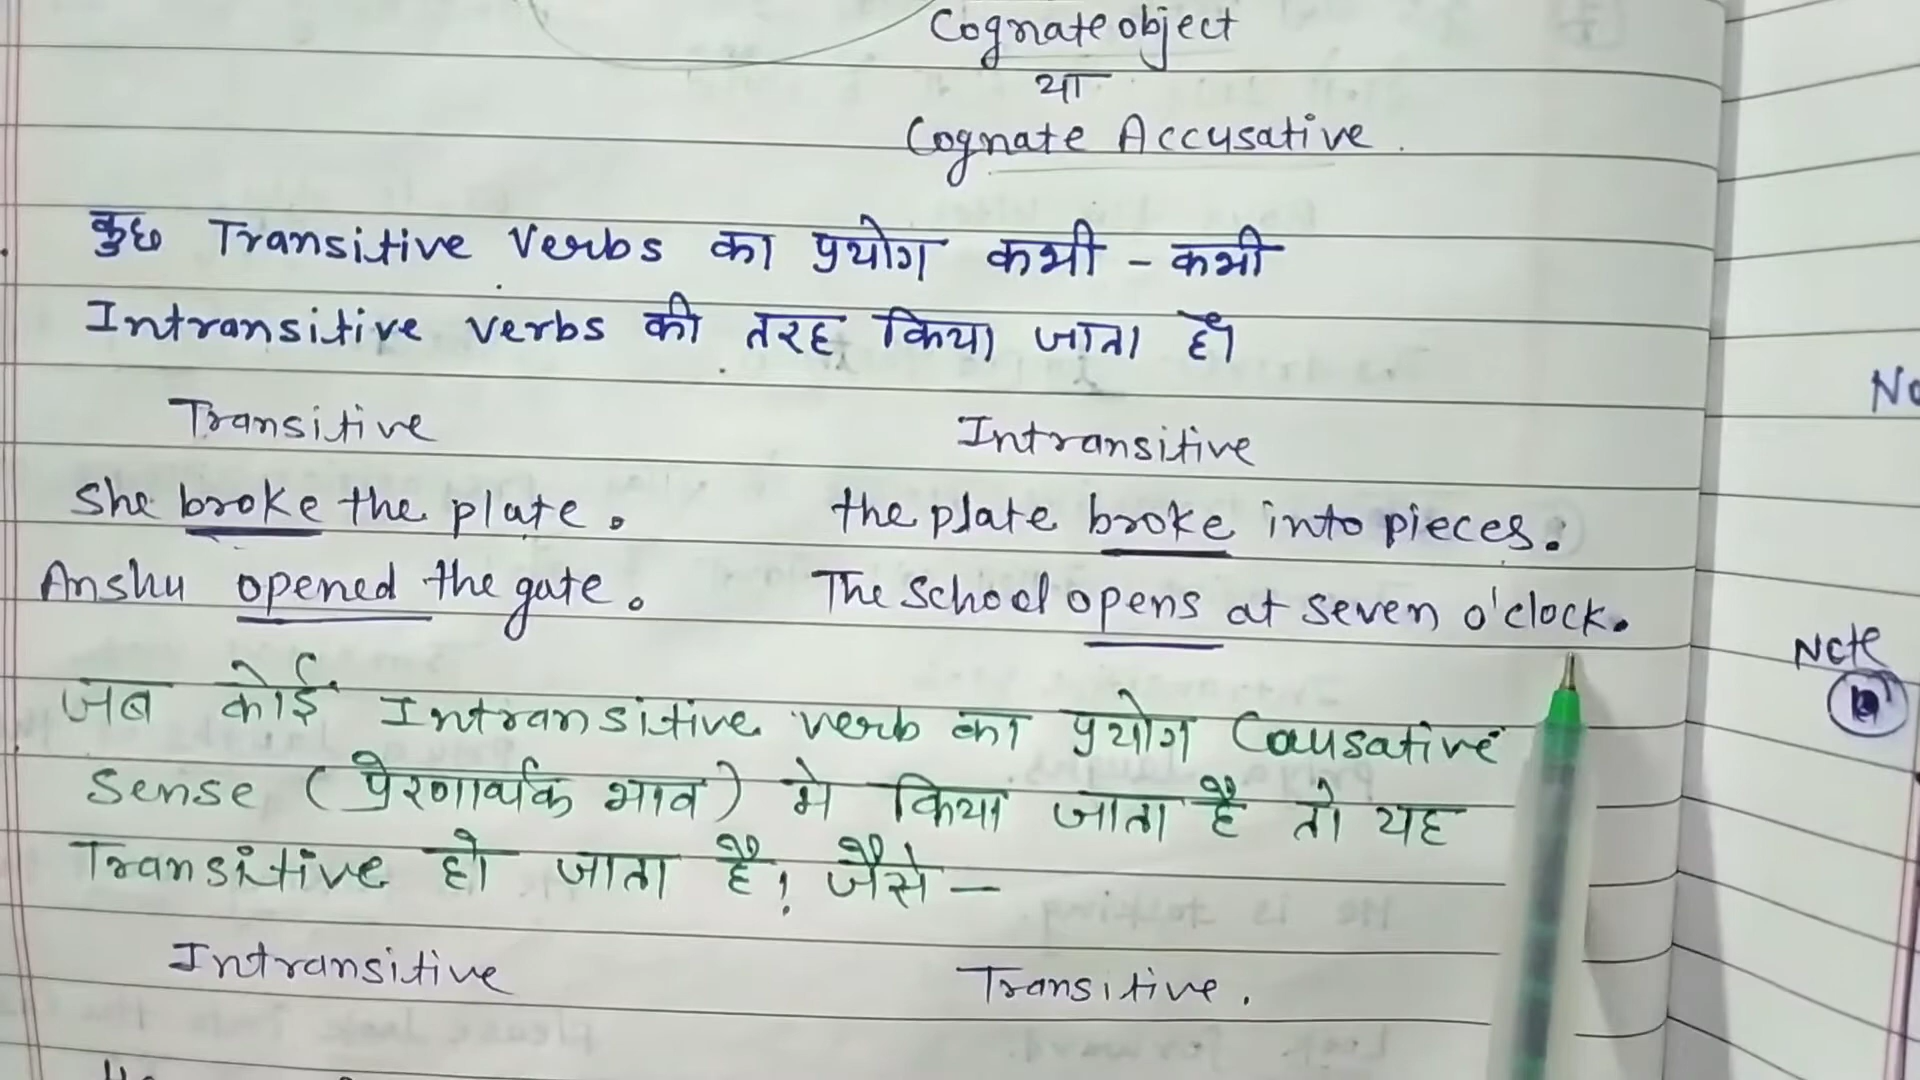 Cognate object
या
Cognate Accusative.
कुछ Transitive Verbs का प्रयोग कभी - कभी
Intransitive verbs की तरह किया जाता है।
Transitive Intransitive
She broke the plate. the plate broke into pieces.
Anshu opened the gate. The School opens at seven o'clock.
जब कोई Intransitive verb का प्रयोग Causative
Sense (प्रेरणार्थक भाव) मे किया जाता है तो यह
Transitive हो जाता है। जैसे —
Intransitive Transitive.
No
Note